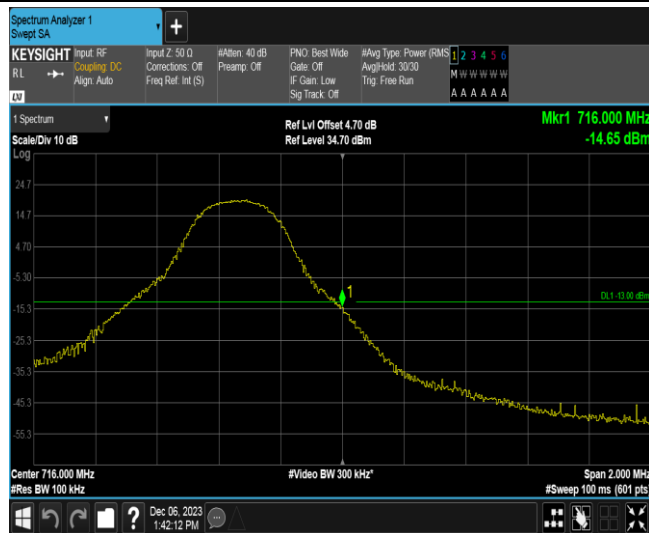 Spectrum Analyzer 1
Swept SA
KEYSIGHT
RL
Input: RF
Coupling: DC
Align: Auto
Input Z: 50 Ω
Corrections: Off
Freq Ref: Int (S)
#Atten: 40 dB
Preamp: Off
PNO: Best Wide
Gate: Off
IF Gain: Low
Sig Track: Off
#Avg Type: Power (RMS
Avg|Hold: 30/30
Trig: Free Run
1 2 3 4 5 6
M W W W W W
A A A A A A
1 Spectrum
Scale/Div 10 dB
Log
Ref Lvl Offset 4.70 dB
Ref Level 34.70 dBm
Mkr1 716.000 MHz
-14.65 dBm
24.7
14.7
4.70
-5.30
-15.3
-25.3
-35.3
-45.3
-55.3
1
DL1 -13.00 dBm
Center 716.000 MHz
#Res BW 100 kHz
#Video BW 300 kHz*
Span 2.000 MHz
#Sweep 100 ms (601 pts)
?
Dec 06, 2023
1:42:12 PM